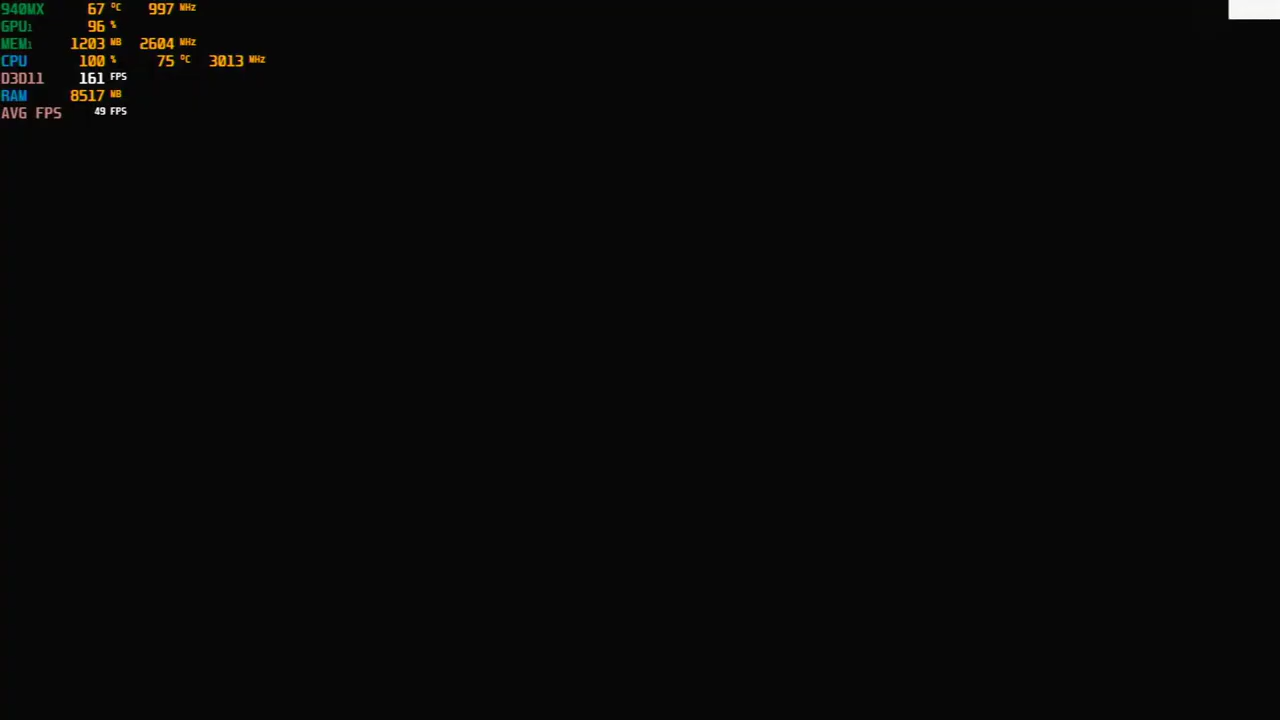 940MX 67 °C 997 MHz
GPU1 96 %
MEM1 1203 MB 2604 MHz
CPU 100 % 75 °C 3013 MHz
D3D11 161 FPS
RAM 8517 MB
AVG FPS 49 FPS